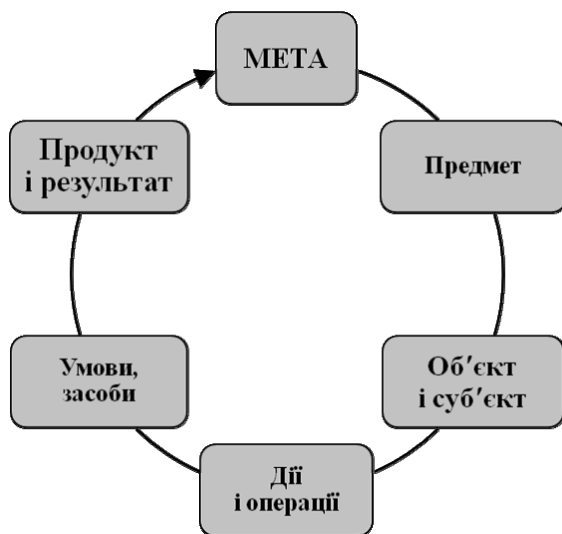 МЕТА
Предмет
Об′єкт
і суб′єкт
Дії
і операції
Умови,
засоби
Продукт
і результат